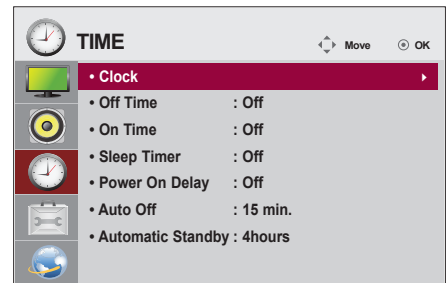 TIME
Move OK
• Clock
• Off Time : Off
• On Time : Off
• Sleep Timer : Off
• Power On Delay : Off
• Auto Off : 15 min.
• Automatic Standby : 4hours